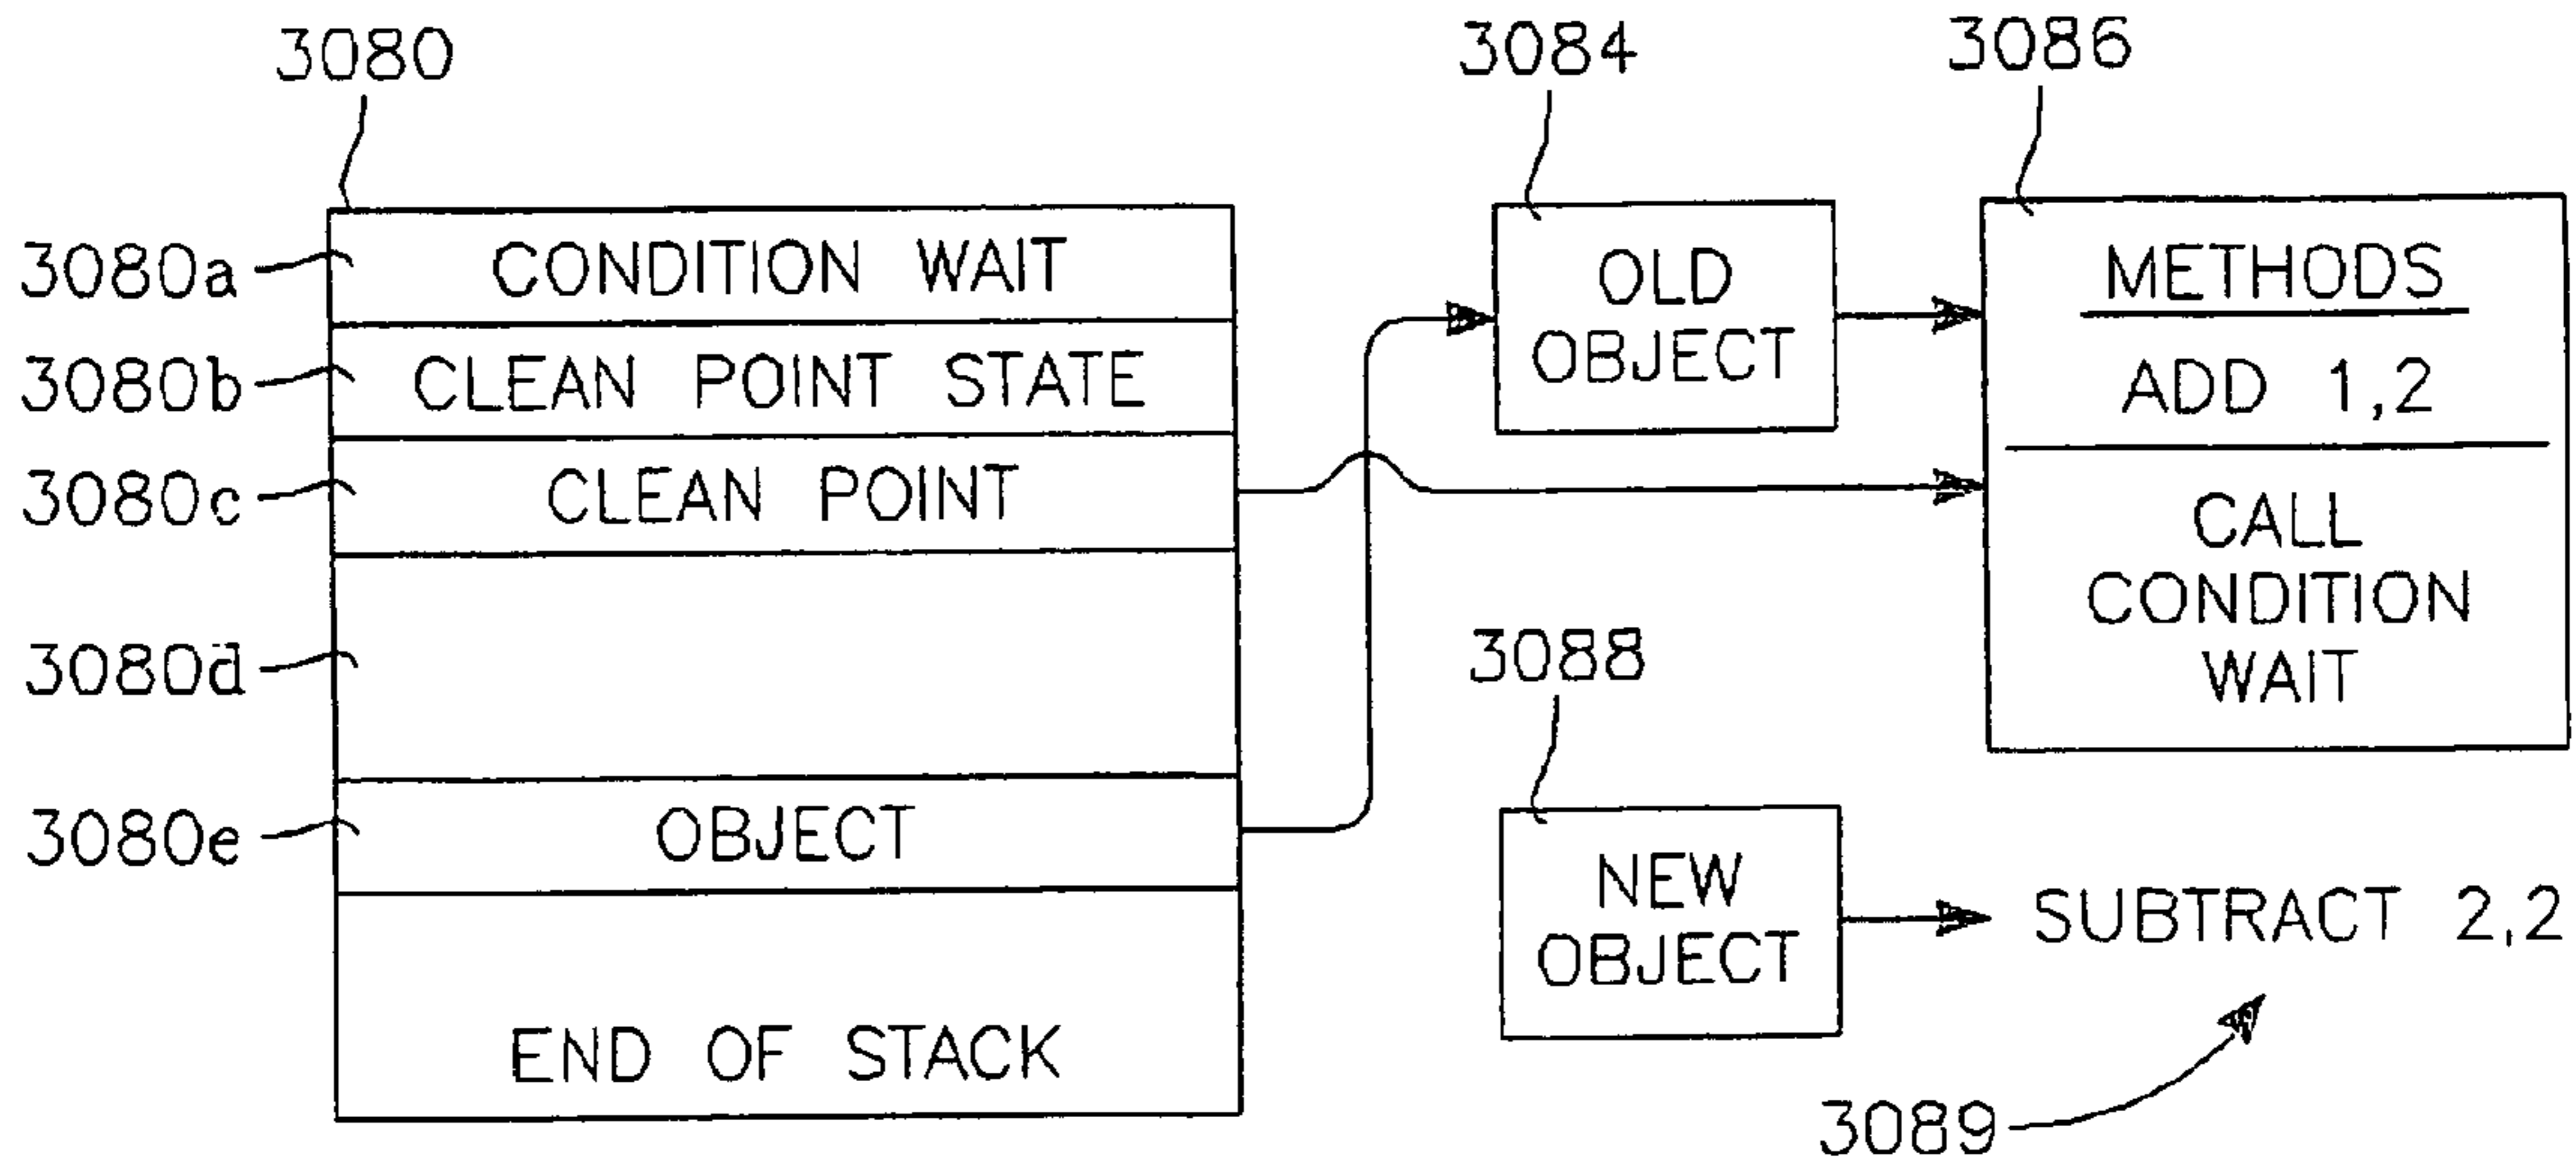 3080
3084
3086
3080a
CONDITION WAIT
3080b
CLEAN POINT STATE
3080c
CLEAN POINT
3080d
3080e
OBJECT
END OF STACK
OLD
OBJECT
METHODS
ADD 1,2
CALL
CONDITION
WAIT
3088
NEW
OBJECT
SUBTRACT 2,2
3089